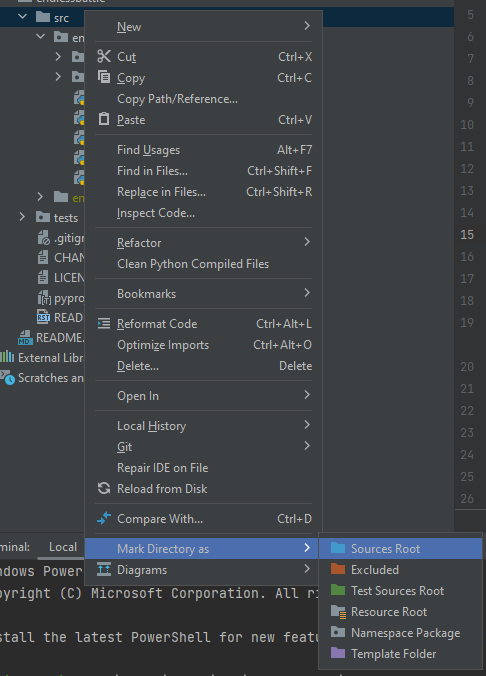 endlessbattle
src
New
en
Cut Ctrl+X
Copy Ctrl+C
Copy Path/Reference...
Paste Ctrl+V
Find Usages Alt+F7
Find in Files... Ctrl+Shift+F
Replace in Files... Ctrl+Shift+R
en
Inspect Code...
tests
.gitigr
Refactor
CHAN
Clean Python Compiled Files
LICEN
pypro
Bookmarks
READ
Reformat Code Ctrl+Alt+L
README.
Optimize Imports Ctrl+Alt+O
External Libr
Delete... Delete
Scratches an
Open In
Local History
Git
Repair IDE on File
Reload from Disk
Compare With... Ctrl+D
minal: Local
Mark Directory as
Sources Root
Excluded
Test Sources Root
Resource Root
Namespace Package
Template Folder
Diagrams
ndows Power
pyright (C) Microsoft Corporation. All ri
stall the latest PowerShell for new featu
5
6
7
8
9
10
11
12
13
14
15
16
17
18
19
20
21
22
23
24
25
26